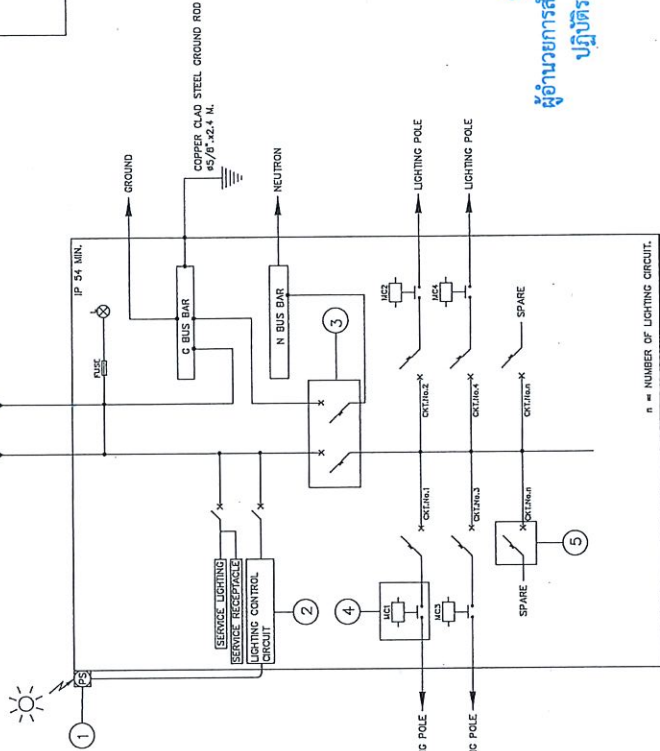 COPPER CLAD STEEL GROUND ROD
ø5/8".x2.4 M.
GROUND
IP 54 MIN.
FUSE
G BUS BAR
NEUTRON
N BUS BAR
3
PS
1
SERVICE LIGHTING
SERVICE RECEPTACLE
LIGHTING CONTROL
CIRCUIT
2
4
MC1
CKT.No.1
MC2
CKT.No.2
LIGHTING POLE
G POLE
MC3
CKT.No.3
MC4
CKT.No.4
LIGHTING POLE
NG POLE
SPARE
CKT.No.n
CKT.No.n
SPARE
5
n = NUMBER OF LIGHTING CIRCUIT.
ผู้อำนวยการส
ปฏิบัติร